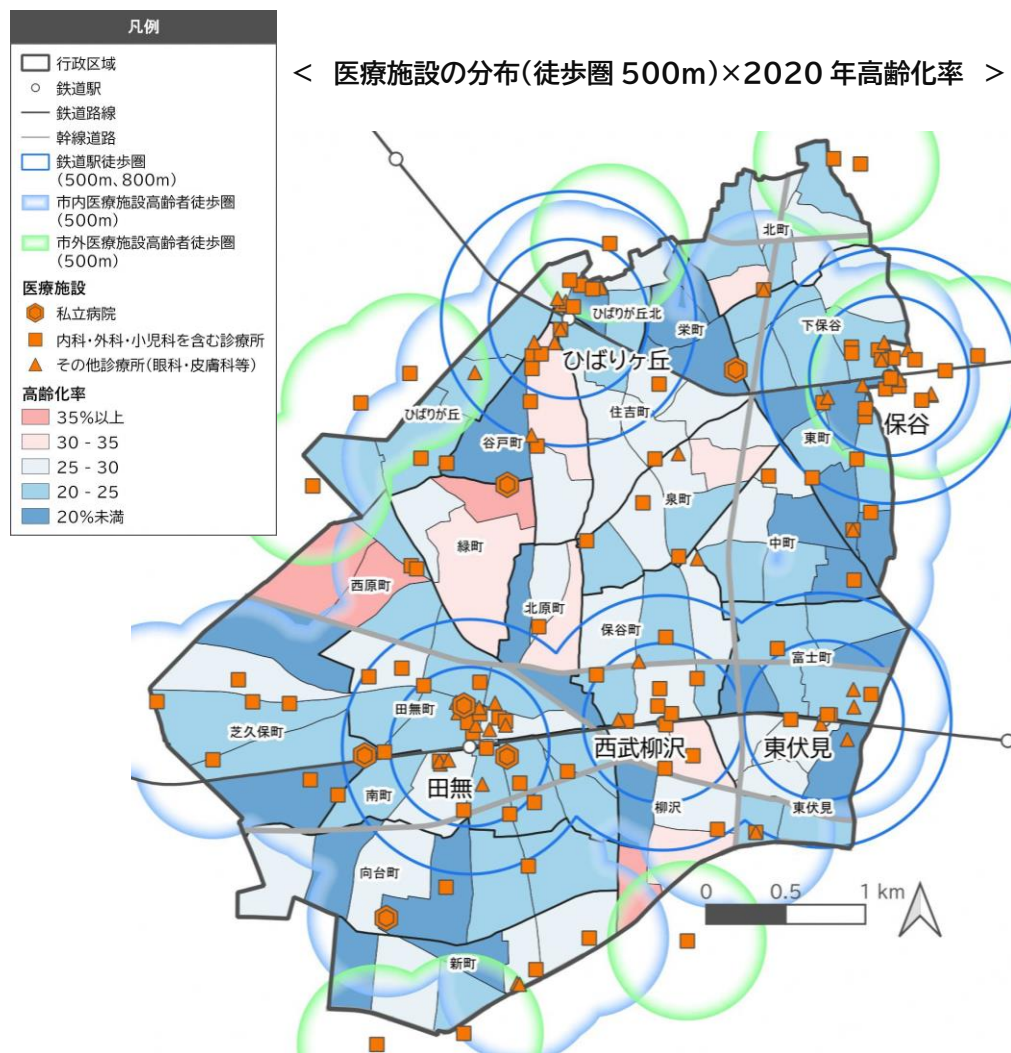 凡例
行政区域
鉄道駅
鉄道路線
幹線道路
鉄道駅徒歩圏
(500m、800m)
市内医療施設高齢者徒歩圏
(500m)
市外医療施設高齢者徒歩圏
(500m)
医療施設
私立病院
内科・外科・小児科を含む診療所
その他診療所(眼科・皮膚科等)
高齢化率
35%以上
30 - 35
25 - 30
20 - 25
20%未満
< 医療施設の分布(徒歩圏 500m)×2020 年高齢化率 >
北町
ひばりが丘北
栄町
下保谷
ひばりヶ丘
ひばりが丘
住吉町
谷戸町
東町
保谷
泉町
緑町
中町
西原町
北原町
保谷町
富士町
田無町
芝久保町
西武柳沢
東伏見
田無
南町
柳沢
東伏見
向台町
新町
0 0.5 1 km